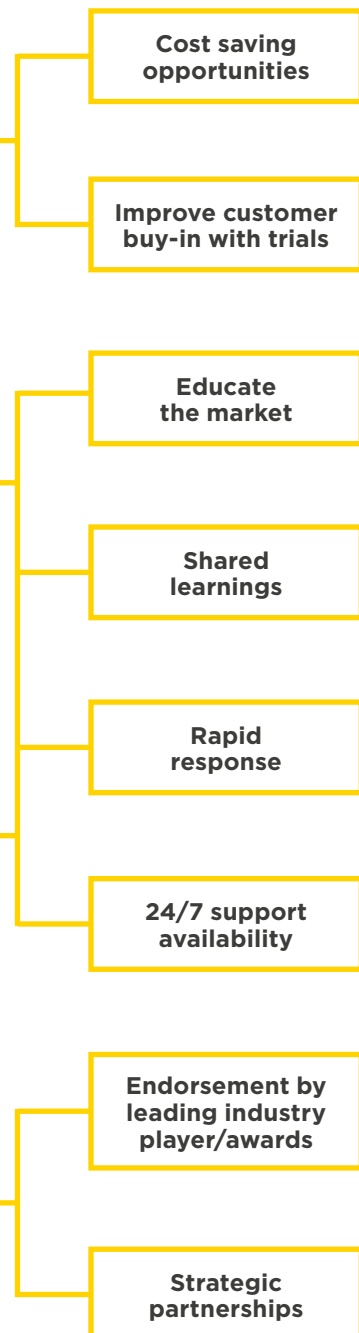 Cost saving
opportunities
Improve customer
buy-in with trials
Educate
the market
Shared
learnings
Rapid
response
24/7 support
availability
Endorsement by
leading industry
player/awards
Strategic
partnerships